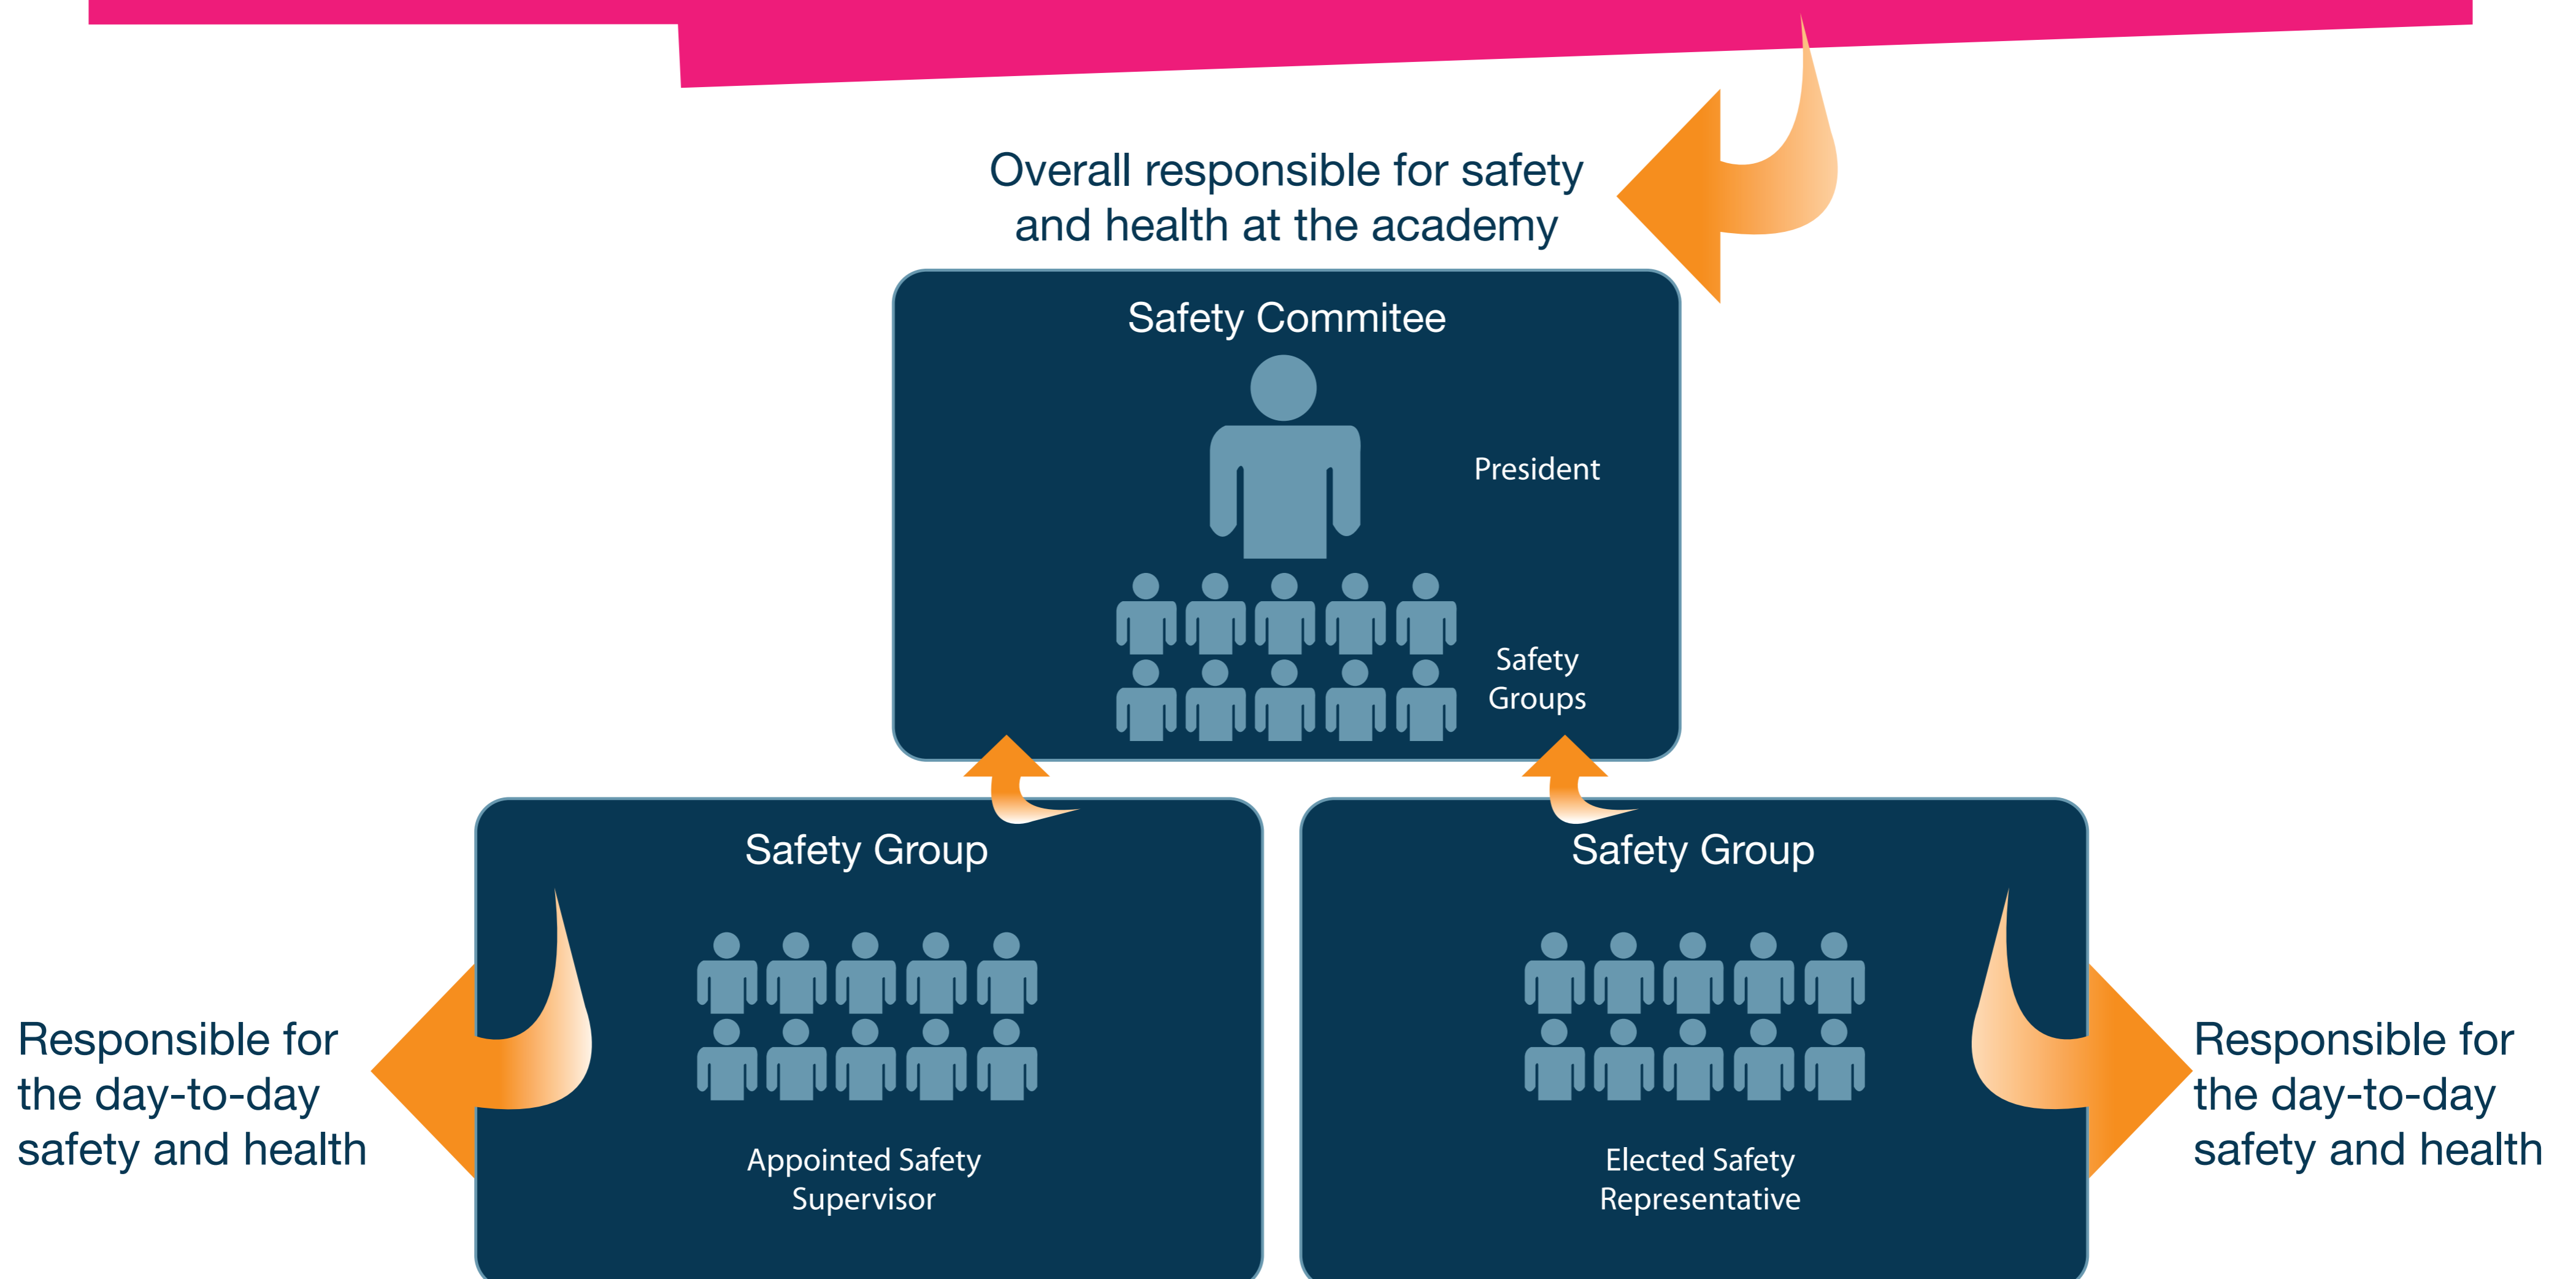 Overall responsible for safety
and health at the academy
Safety Commitee
President
Safety
Groups
Safety Group
Safety Group
Responsible for
the day-to-day
safety and health
Appointed Safety
Supervisor
Elected Safety
Representative
Responsible for
the day-to-day
safety and health